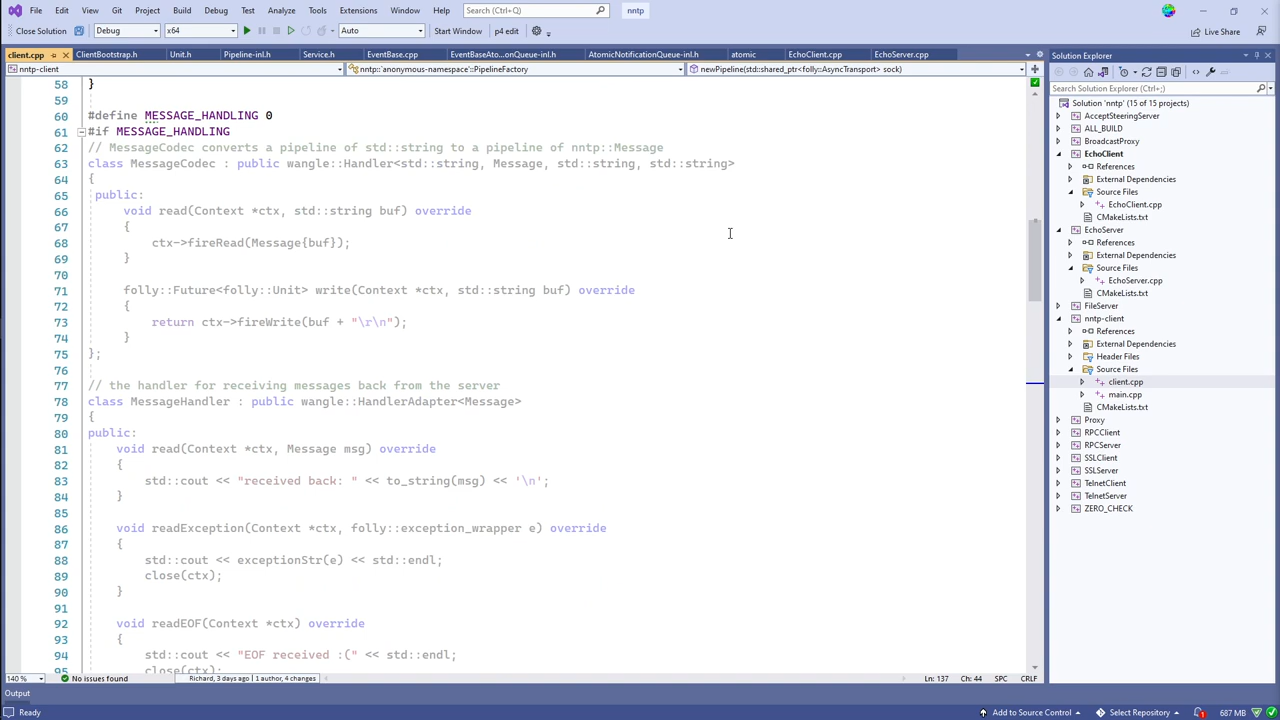 File Edit View Git Project Build Debug Test Analyze Tools Extensions Window Help Search (Ctrl+;) nntp
Close Solution Debug x64 Auto Start Window p4 edit Live Share
client.cpp ClientBootstrap.h Unit.h Pipeline-inl.h Service.h EventBase.cpp EventBaseAto...onQueue-inl.h AtomicNotificationQueue-inl.h atomic EchoClient.cpp EchoServer.cpp
nntp-client nntp::`anonymous-namespace'::PipelineFactory newPipeline(std::shared_ptr<folly::AsyncTransport> sock)
58 }
59
60 #define MESSAGE_HANDLING 0
61 #if MESSAGE_HANDLING
62 // MessageCodec converts a pipeline of std::string to a pipeline of nntp::Message
63 class MessageCodec : public wangle::Handler<std::string, Message, std::string, std::string>
64 {
65 public:
66 void read(Context *ctx, std::string buf) override
67 {
68 ctx->fireRead(Message{buf});
69 }
70
71 folly::Future<folly::Unit> write(Context *ctx, std::string buf) override
72 {
73 return ctx->fireWrite(buf + "\r\n");
74 }
75 };
76
77 // the handler for receiving messages back from the server
78 class MessageHandler : public wangle::HandlerAdapter<Message>
79 {
80 public:
81 void read(Context *ctx, Message msg) override
82 {
83 std::cout << "received back: " << to_string(msg) << '\n';
84 }
85
86 void readException(Context *ctx, folly::exception_wrapper e) override
87 {
88 std::cout << exceptionStr(e) << std::endl;
89 close(ctx);
90 }
91
92 void readEOF(Context *ctx) override
93 {
94 std::cout << "EOF received :(" << std::endl;
95 close(ctx);
140 % No issues found Richard, 3 days ago | 1 author, 4 changes Ln: 137 Ch: 44 SPC CRLF
Output
Ready Add to Source Control Select Repository 1 687 MB
Solution Explorer
Search Solution Explorer (Ctrl+;)
Solution 'nntp' (15 of 15 projects)
AcceptSteeringServer
ALL_BUILD
BroadcastProxy
EchoClient
References
External Dependencies
Source Files
EchoClient.cpp
CMakeLists.txt
EchoServer
References
External Dependencies
Source Files
EchoServer.cpp
CMakeLists.txt
FileServer
nntp-client
References
External Dependencies
Header Files
Source Files
client.cpp
main.cpp
CMakeLists.txt
Proxy
RPCClient
RPCServer
SSLClient
SSLServer
TelnetClient
TelnetServer
ZERO_CHECK